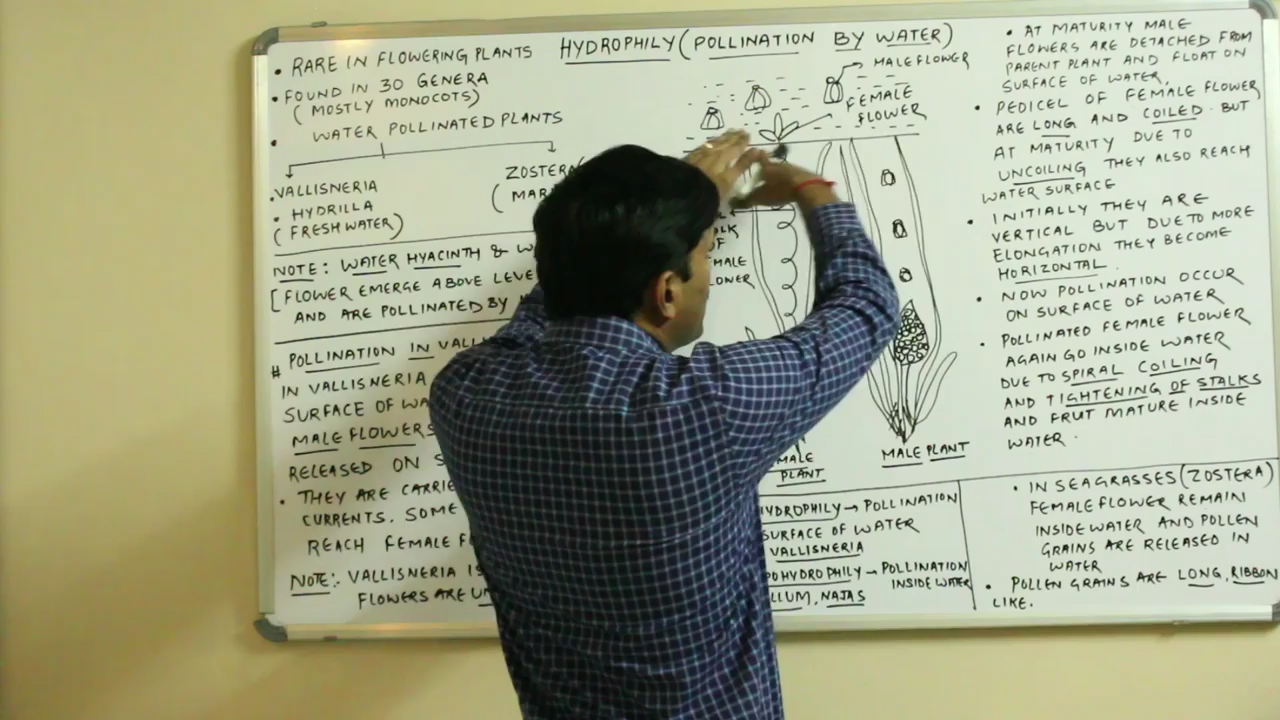 HYDROPHILY (POLLINATION BY WATER)
• RARE IN FLOWERING PLANTS
• FOUND IN 30 GENERA
(MOSTLY MONOCOTS)
• WATER POLLINATED PLANTS
VALLISNERIA
• HYDRILLA
(FRESH WATER)
ZOSTERA
NOTE: WATER HYACINTH &
[FLOWER EMERGE ABOVE
AND ARE POLLINATED BY
# POLLINATION IN
IN VALLISNERIA
SURFACE OF
MALE FLOWERS
RELEASED ON
• THEY ARE
CURRENTS. SOME
REACH FEMALE
NOTE:- VALLISNERIA
FLOWERS ARE
MALE FLOWER
FEMALE
FLOWER
PLANT
MALE PLANT
→ POLLINATION
SURFACE OF WATER
VALLISNERIA
→ POLLINATION
INSIDE WATER
NAJAS
• AT MATURITY MALE
FLOWERS ARE DETACHED FROM
PARENT PLANT AND FLOAT ON
SURFACE OF WATER.
• PEDICEL OF FEMALE FLOWER
ARE LONG AND COILED. BUT
AT MATURITY DUE TO
UNCOILING THEY ALSO REACH
WATER SURFACE
• INITIALLY THEY ARE
VERTICAL BUT DUE TO MORE
ELONGATION THEY BECOME
HORIZONTAL.
• NOW POLLINATION OCCUR
ON SURFACE OF WATER
• POLLINATED FEMALE FLOWER
AGAIN GO INSIDE WATER
DUE TO SPIRAL COILING
AND TIGHTENING OF STALKS
AND FRUIT MATURE INSIDE
WATER.
• IN SEAGRASSES (ZOSTERA)
FEMALE FLOWER REMAIN
INSIDE WATER AND POLLEN
GRAINS ARE RELEASED IN
WATER
• POLLEN GRAINS ARE LONG, RIBBON
LIKE.